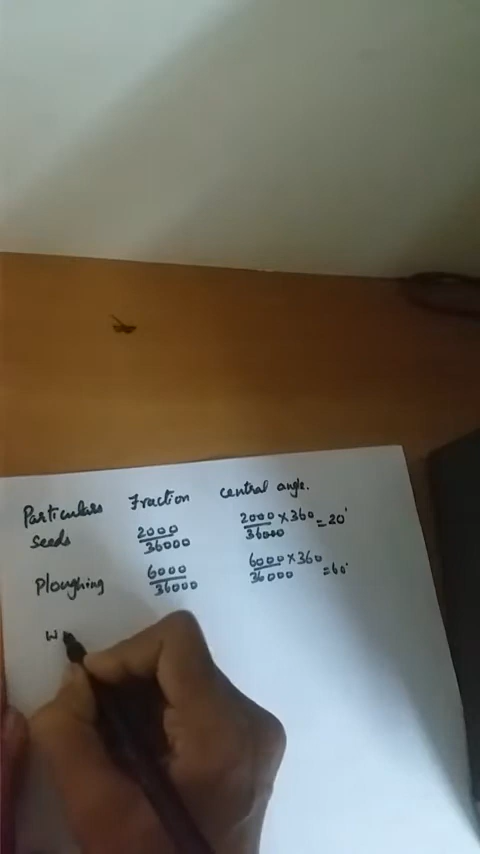 Particulars Fraction central angle.
seeds 2000/36000 2000/36000 × 360 = 20°
Ploughing 6000/36000 6000/36000 × 360 = 60°
W